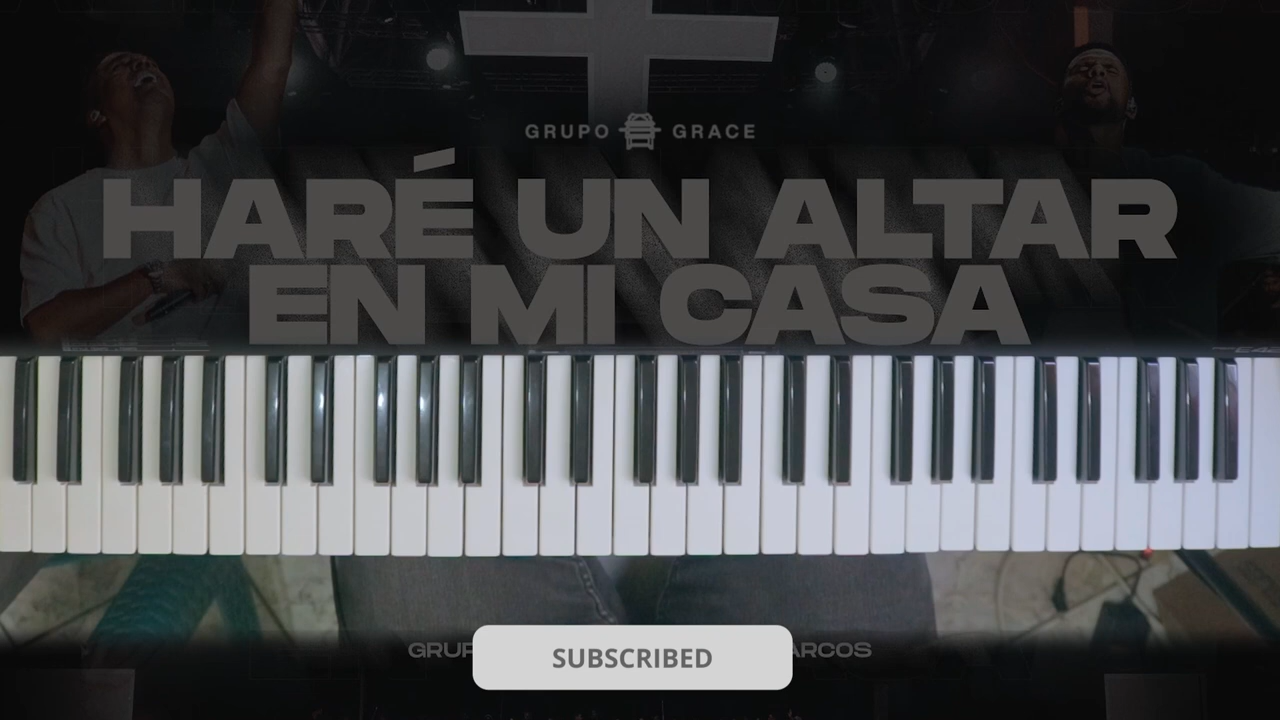 GRUPO GRACE
HARÉ UN ALTAR
EN MI CASA
SUBSCRIBED